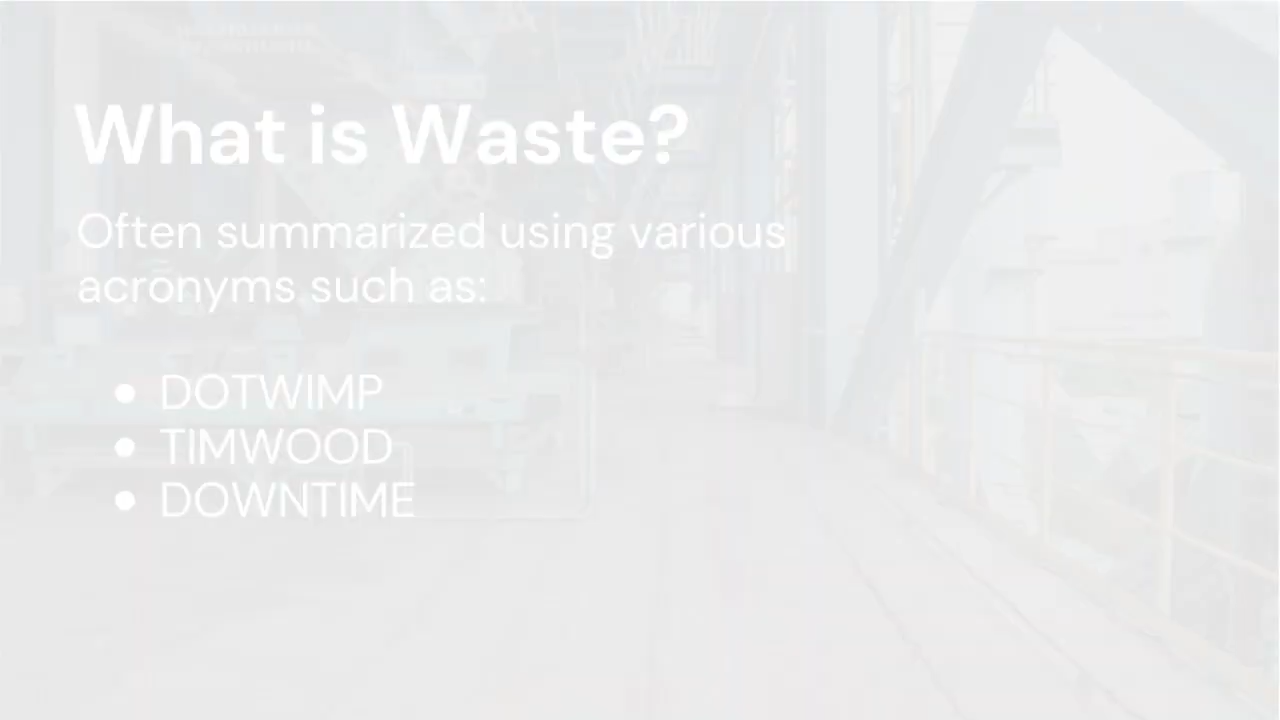 What is Waste?
Often summarized using various
acronyms such as:
• DOTWIMP
• TIMWOOD
• DOWNTIME